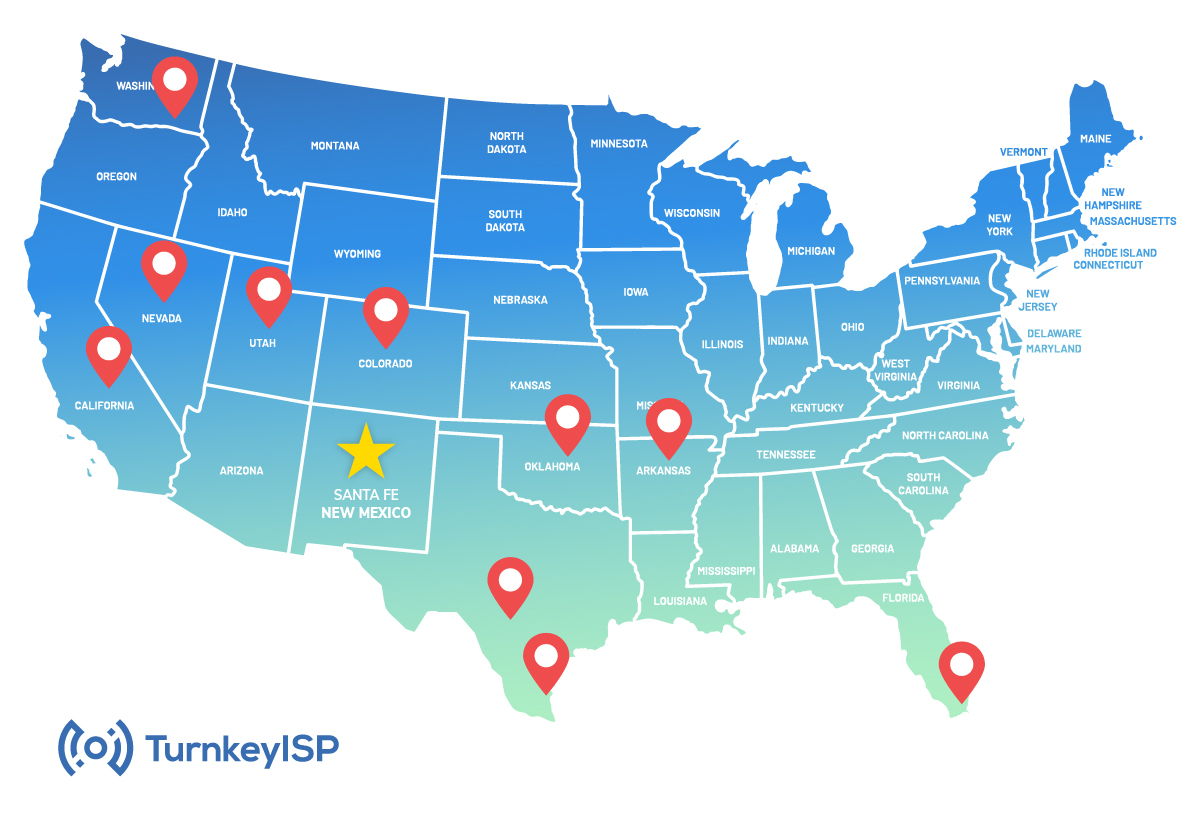 WASHIN
MONTANA
NORTH
DAKOTA
MINNESOTA
MAINE
VERMONT
OREGON
IDAHO
SOUTH
DAKOTA
WISCONSIN
NEW
HAMPSHIRE
NEW
YORK
MASSACHUSETTS
WYOMING
MICHIGAN
RHODE ISLAND
CONNECTICUT
NEBRASKA
IOWA
PENNSYLVANIA
NEW
JERSEY
NEVADA
UTAH
COLORADO
ILLINOIS
INDIANA
OHIO
DELAWARE
MARYLAND
WEST
VIRGINIA
VIRGINIA
CALIFORNIA
KANSAS
MIS
KENTUCKY
NORTH CAROLINA
TENNESSEE
ARIZONA
OKLAHOMA
ARKANSAS
SOUTH
CAROLINA
SANTA FE
NEW MEXICO
ALABAMA
GEORGIA
MISSISSIPPI
LOUISIANA
FLORIDA
TurnkeyISP